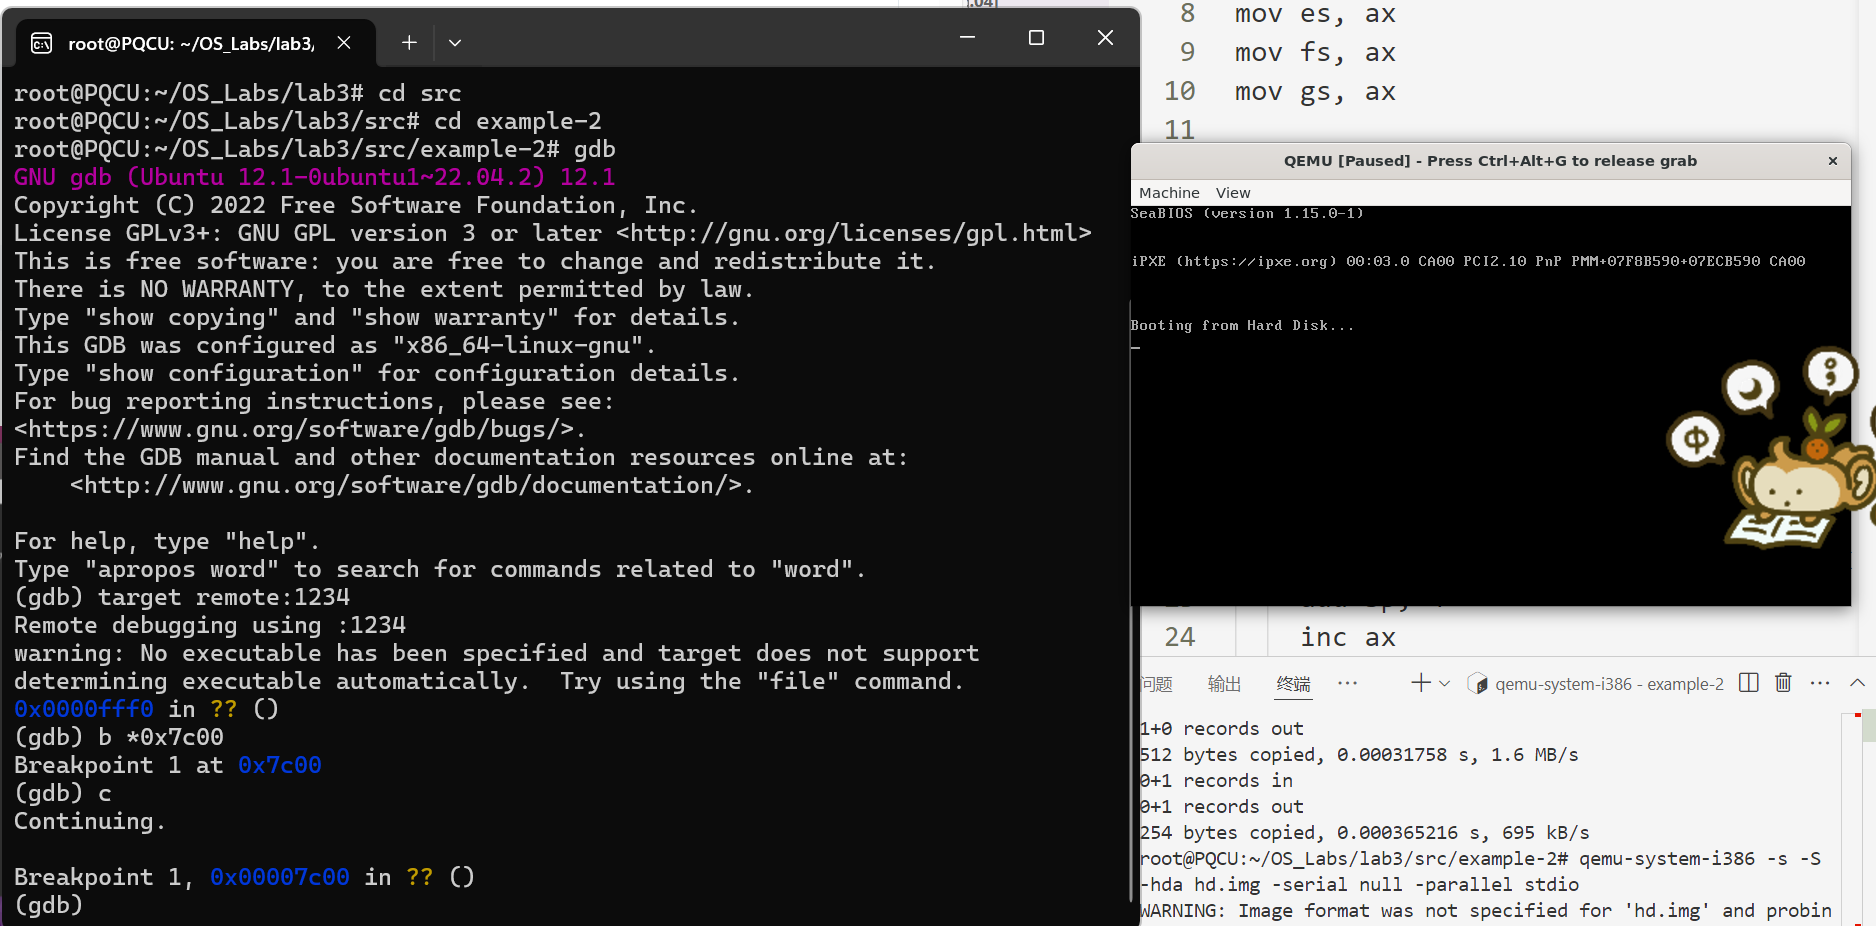 root@PQCU: ~/OS_Labs/lab3/
root@PQCU:~/OS_Labs/lab3# cd src
root@PQCU:~/OS_Labs/lab3/src# cd example-2
root@PQCU:~/OS_Labs/lab3/src/example-2# gdb
GNU gdb (Ubuntu 12.1-0ubuntu1~22.04.2) 12.1
Copyright (C) 2022 Free Software Foundation, Inc.
License GPLv3+: GNU GPL version 3 or later <http://gnu.org/licenses/gpl.html>
This is free software: you are free to change and redistribute it.
There is NO WARRANTY, to the extent permitted by law.
Type "show copying" and "show warranty" for details.
This GDB was configured as "x86_64-linux-gnu".
Type "show configuration" for configuration details.
For bug reporting instructions, please see:
<https://www.gnu.org/software/gdb/bugs/>.
Find the GDB manual and other documentation resources online at:
    <http://www.gnu.org/software/gdb/documentation/>.
For help, type "help".
Type "apropos word" to search for commands related to "word".
(gdb) target remote:1234
Remote debugging using :1234
warning: No executable has been specified and target does not support
determining executable automatically.  Try using the "file" command.
0x0000fff0 in ?? ()
(gdb) b *0x7c00
Breakpoint 1 at 0x7c00
(gdb) c
Continuing.
Breakpoint 1, 0x00007c00 in ?? ()
(gdb)
8 mov es, ax
9 mov fs, ax
10 mov gs, ax
11
QEMU [Paused] - Press Ctrl+Alt+G to release grab
Machine View
SeaBIOS (version 1.15.0-1)
iPXE (https://ipxe.org) 00:03.0 CA00 PCI2.10 PnP PMM+07F8B590+07ECB590 CA00
Booting from Hard Disk...
24 inc ax
问题 输出 终端 qemu-system-i386 - example-2
1+0 records out
512 bytes copied, 0.00031758 s, 1.6 MB/s
0+1 records in
0+1 records out
254 bytes copied, 0.000365216 s, 695 kB/s
root@PQCU:~/OS_Labs/lab3/src/example-2# qemu-system-i386 -s -S
-hda hd.img -serial null -parallel stdio
WARNING: Image format was not specified for 'hd.img' and probin